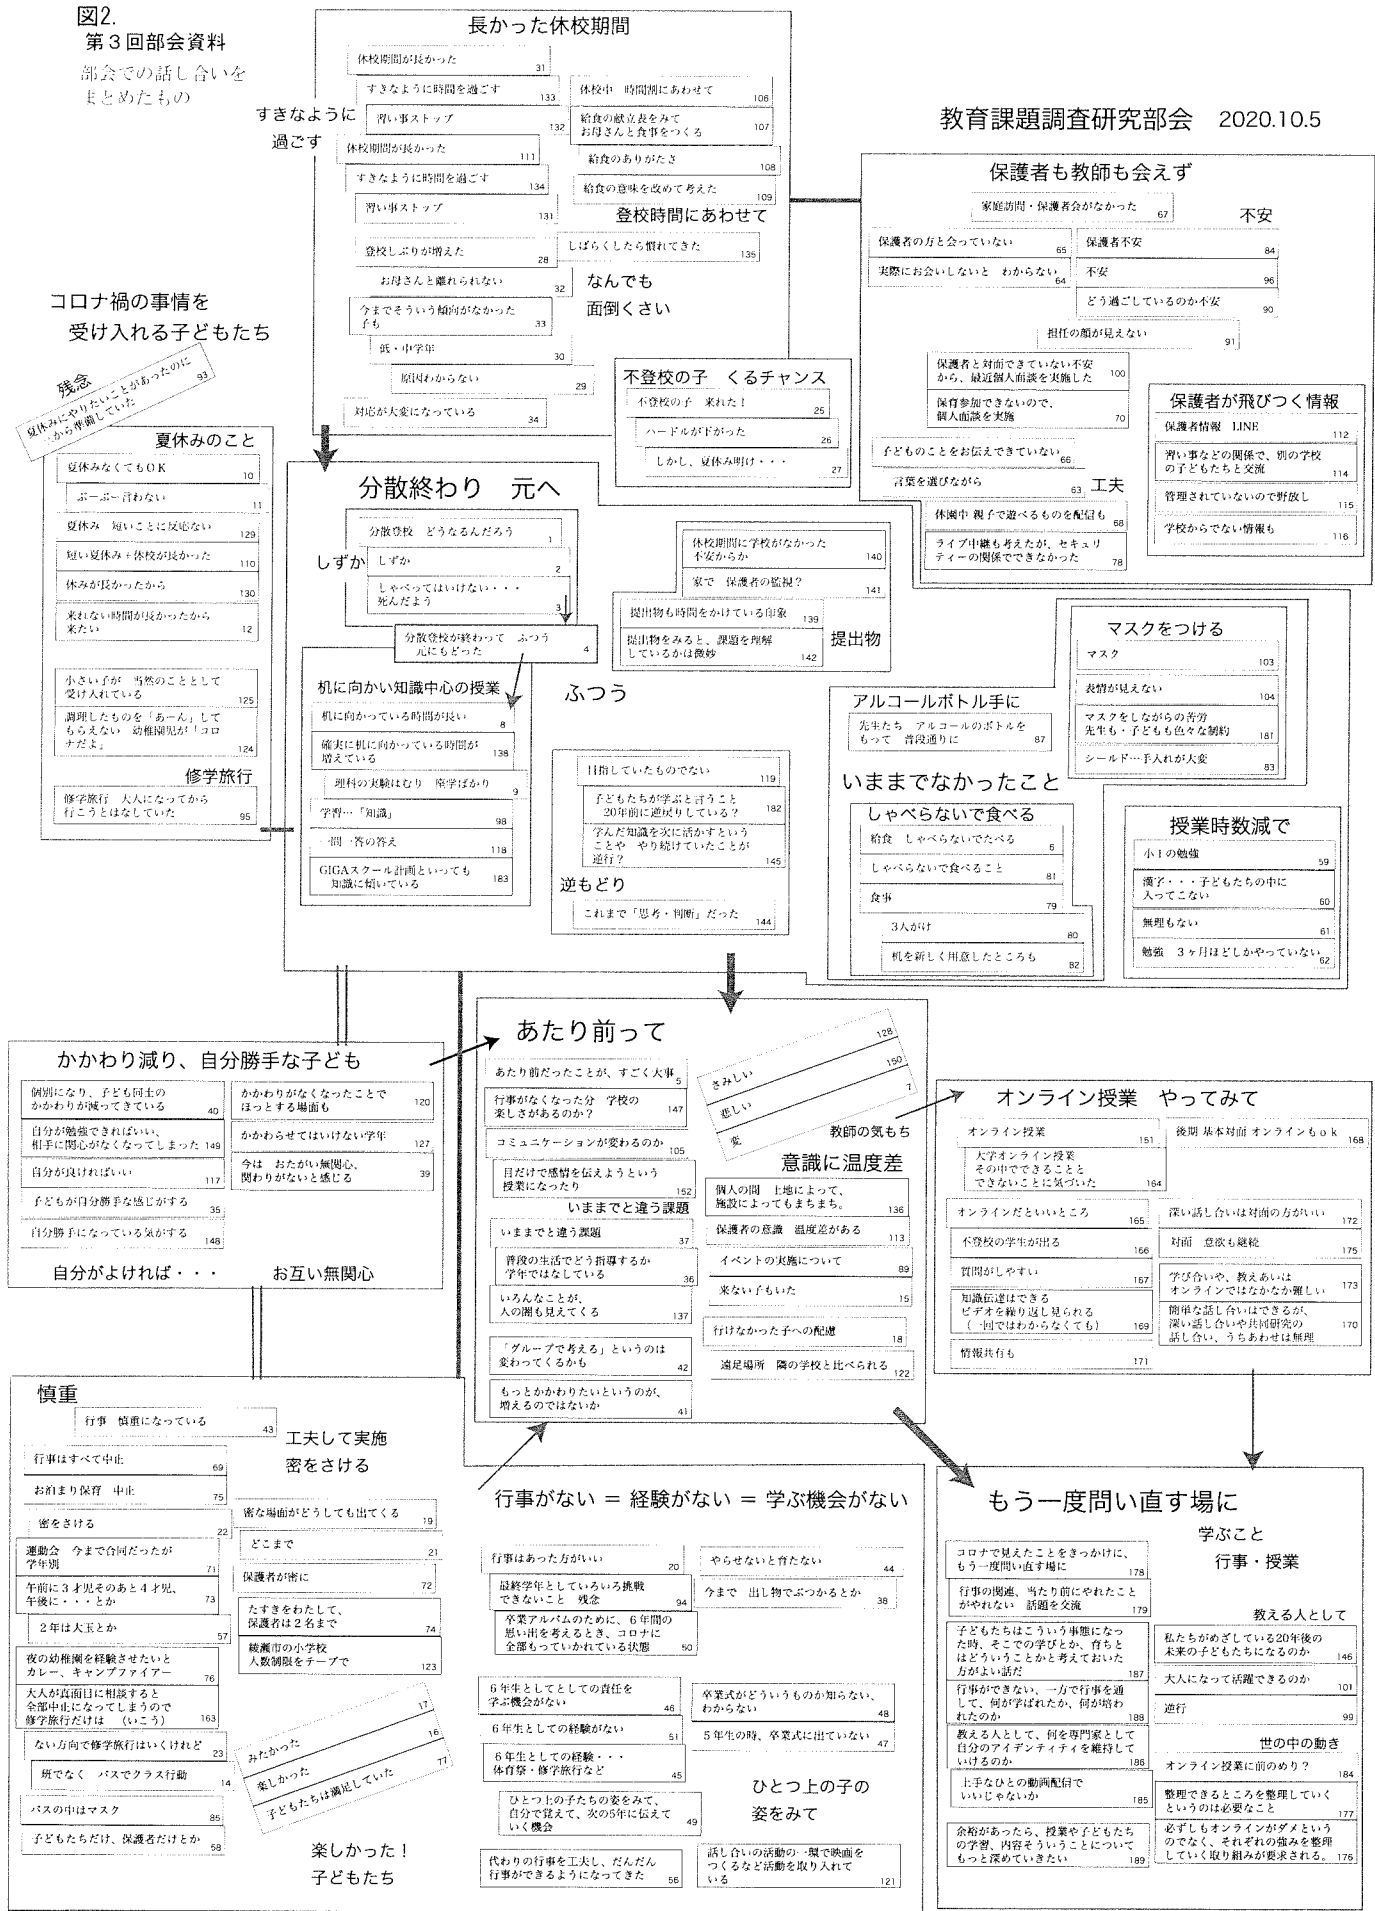 図2.
第3回部会資料
部会での話し合いを
まとめたもの
教育課題調査研究部会 2020.10.5
長かった休校期間
休校期間が長かった 31
すきなように時間を過ごす 133
習い事ストップ 132
すきなように
過ごす
休校期間が長かった 111
すきなように時間を過ごす 134
習い事ストップ 131
休校中 時間割にあわせて 106
給食の献立表をみて
お母さんと食事をつくる 107
給食のありがたさ 108
給食の意味を改めて考えた 109
登校時間にあわせて
登校しぶりが増えた 28
しばらくしたら慣れてきた 135
お母さんと離れられない 32
なんでも
面倒くさい
今までそういう傾向がなかった
子も 33
低・中学年 30
原因わからない 29
対応が大変になっている 34
不登校の子 くるチャンス
不登校の子 来れた! 25
ハードルが下がった 26
しかし、夏休み明け・・・ 27
保護者も教師も会えず
家庭訪問・保護者会がなかった 67
不安
保護者の方と会っていない 65
実際にお会いしないと わからない 64
保護者不安 84
不安 96
どう過ごしているのか不安 90
担任の顔が見えない 91
保護者と対面できていない不安
から、最近個人面談を実施した 100
保育参加できないので、
個人面談を実施 70
子どものことをお伝えできていない 66
言葉を選びながら 63
工夫
休園中 親子で遊べるものを配信も 68
ライブ中継も考えたが、セキュリ
ティーの関係でできなかった 78
保護者が飛びつく情報
保護者情報 LINE 112
習い事などの関係で、別の学校
の子どもたちと交流 114
管理されていないので野放し 115
学校からでない情報も 116
コロナ禍の事情を
受け入れる子どもたち
残念
夏休みにやりたいことがあったのに
から準備していた 93
夏休みのこと
夏休みなくてもOK 10
ぶーぶー言わない 11
夏休み 短いことに反応ない 129
短い夏休み+休校が長かった 110
休みが長かったから 130
来れない時間が長かったから
来たい 12
小さい子が 当然のこととして
受け入れている 125
調理したものを「あーん」して
もらえない 幼稚園児が「コロ
ナだよ」 124
修学旅行
修学旅行 大人になってから
行こうとはなしていた 95
分散終わり 元へ
分散登校 どうなるんだろう 1
しずか
しずか 2
しゃべってはいけない・・・
死んだよう 3
分散登校が終わって ふつう
元にもどった 4
休校期間に学校がなかった
不安からか 140
家で 保護者の監視? 141
提出物も時間をかけている印象 139
提出物をみると、課題を理解
しているかは微妙 142
提出物
机に向かい知識中心の授業
机に向かっている時間が長い 8
確実に机に向かっている時間が
増えている 138
理科の実験はむり 座学ばかり 9
学習…「知識」 98
一問一答の答え 118
GIGAスクール計画といっても
知識に傾いている 183
ふつう
目指していたものでない 119
子どもたちが学ぶと言うこと
20年前に逆戻りしている? 182
学んだ知識を次に活かすという
ことや やり続けていたことが
逆行? 145
逆もどり
これまで「思考・判断」だった 144
アルコールボトル手に
先生たち アルコールのボトルを
もって 普段通りに 87
マスクをつける
マスク 103
表情が見えない 104
マスクをしながらの苦労
先生も・子どもも色々な制約 181
シールド…手入れが大変 83
いままでなかったこと
しゃべらないで食べる
給食 しゃべらないでたべる 6
しゃべらないで食べること 81
食事 79
3人がけ 80
机を新しく用意したところも 82
授業時数減で
小1の勉強 59
漢字・・・子どもたちの中に
入ってこない 60
無理もない 61
勉強 3ヶ月ほどしかやっていない 62
かかわり減り、自分勝手な子ども
個別になり、子ども同士の
かかわりが減ってきている 40
自分が勉強できればいい、
相手に関心がなくなってしまった 149
自分が良ければいい 117
子どもが自分勝手な感じがする 35
自分勝手になっている気がする 148
かかわりがなくなったことで
ほっとする場面も 120
かかわらせてはいけない学年 127
今は おたがい無関心、
関わりがないと感じる 39
自分がよければ・・・ お互い無関心
あたり前って
あたり前だったことが、すごく大事 5
行事がなくなった分 学校の
楽しさがあるのか? 147
コミュニケーションが変わるのか 105
目だけで感情を伝えようという
授業になったり 152
さみしい 128
悲しい 150
変 7
教師の気もち
いままでと違う課題
いままでと違う課題 37
普段の生活でどう指導するか
学年ではなしている 36
いろんなことが、
人の闇も見えてくる 137
「グループで考える」というのは
変わってくるかも 42
もっとかかわりたいというのが、
増えるのではないか 41
意識に温度差
個人の問 土地によって、
施設によってもまちまち。 136
保護者の意識 温度差がある 113
イベントの実施について 89
来ない子もいた 15
行けなかった子への配慮 18
遠足場所 隣の学校と比べられる 122
オンライン授業 やってみて
オンライン授業 151
大学オンライン授業
その中でできることと
できないことに気づいた 164
後期 基本対面 オンラインもok 168
オンラインだといいところ 165
不登校の学生が出る 166
質問がしやすい 167
知識伝達はできる
ビデオを繰り返し見られる
(一回ではわからなくても) 169
情報共有も 171
深い話し合いは対面の方がいい 172
対面 意欲も継続 175
学び合いや、教えあいは
オンラインではなかなか難しい 173
簡単な話し合いはできるが、
深い話し合いや共同研究の
話し合い、うちあわせは無理 170
慎重
行事 慎重になっている 43
工夫して実施
密をさける
行事はすべて中止 69
お泊まり保育 中止 75
密をさける 22
運動会 今まで合同だったが
学年別 71
午前に3才児そのあと4才児、
午後に・・・とか 73
2年は大玉とか 57
夜の幼稚園を経験させたいと
カレー、キャンプファイアー 76
大人が真面目に相談すると
全部中止になってしまうので
修学旅行だけは (いこう) 163
ない方向で修学旅行はいくけれど 23
班でなく バスでクラス行動 14
バスの中はマスク 85
子どもたちだけ、保護者だけとか 58
密な場面がどうしても出てくる 19
どこまで 21
保護者が密に 72
たすきをわたして、
保護者は2名まで 74
綾瀬市の小学校
人数制限をテープで 123
みたかった 17
楽しかった 16
子どもたちは満足していた 77
楽しかった!
子どもたち
行事がない = 経験がない = 学ぶ機会がない
行事はあった方がいい 20
最終学年としていろいろ挑戦
できないこと 残念 94
卒業アルバムのために、6年間の
思い出を考えるとき、コロナに
全部もっていかれている状態 50
やらせないと育たない 44
今まで 出し物でぶつかるとか 38
6年生としてとしての責任を
学ぶ機会がない 46
6年生としての経験がない 51
6年生としての経験・・・
体育祭・修学旅行など 45
ひとつ上の子たちの姿をみて、
自分で覚えて、次の5年に伝えて
いく機会 49
卒業式がどういうものか知らない、
わからない 48
5年生の時、卒業式に出ていない 47
ひとつ上の子の
姿をみて
代わりの行事を工夫し、だんだん
行事ができるようになってきた 56
話し合いの活動の一環で映画を
つくるなど活動を取り入れて
いる 121
もう一度問い直す場に
学ぶこと
行事・授業
コロナで見えたことをきっかけに、
もう一度問い直す場に 178
行事の関連、当たり前にやれたこと
がやれない 話題を交流 179
子どもたちはこういう事態になっ
た時、そこでの学びとか、育ちと
はどういうことかと考えておいた
方がよい話だ 187
行事ができない、一方で行事を通
して、何が学ばれたか、何が培わ
れたのか 188
教える人として、何を専門家として
自分のアイデンティティを維持して
いけるのか 186
上手なひとの動画配信で
いいじゃないか 185
余裕があったら、授業や子どもたち
の学習、内容そういうことについて
もっと深めていきたい 189
教える人として
私たちがめざしている20年後の
未来の子どもたちになるのか 146
大人になって活躍できるのか 101
逆行 99
世の中の動き
オンライン授業に前のめり? 184
整理できるところを整理していく
というのは必要なこと 177
必ずしもオンラインがダメという
のでなく、それぞれの強みを整理
していく取り組みが要求される。 176